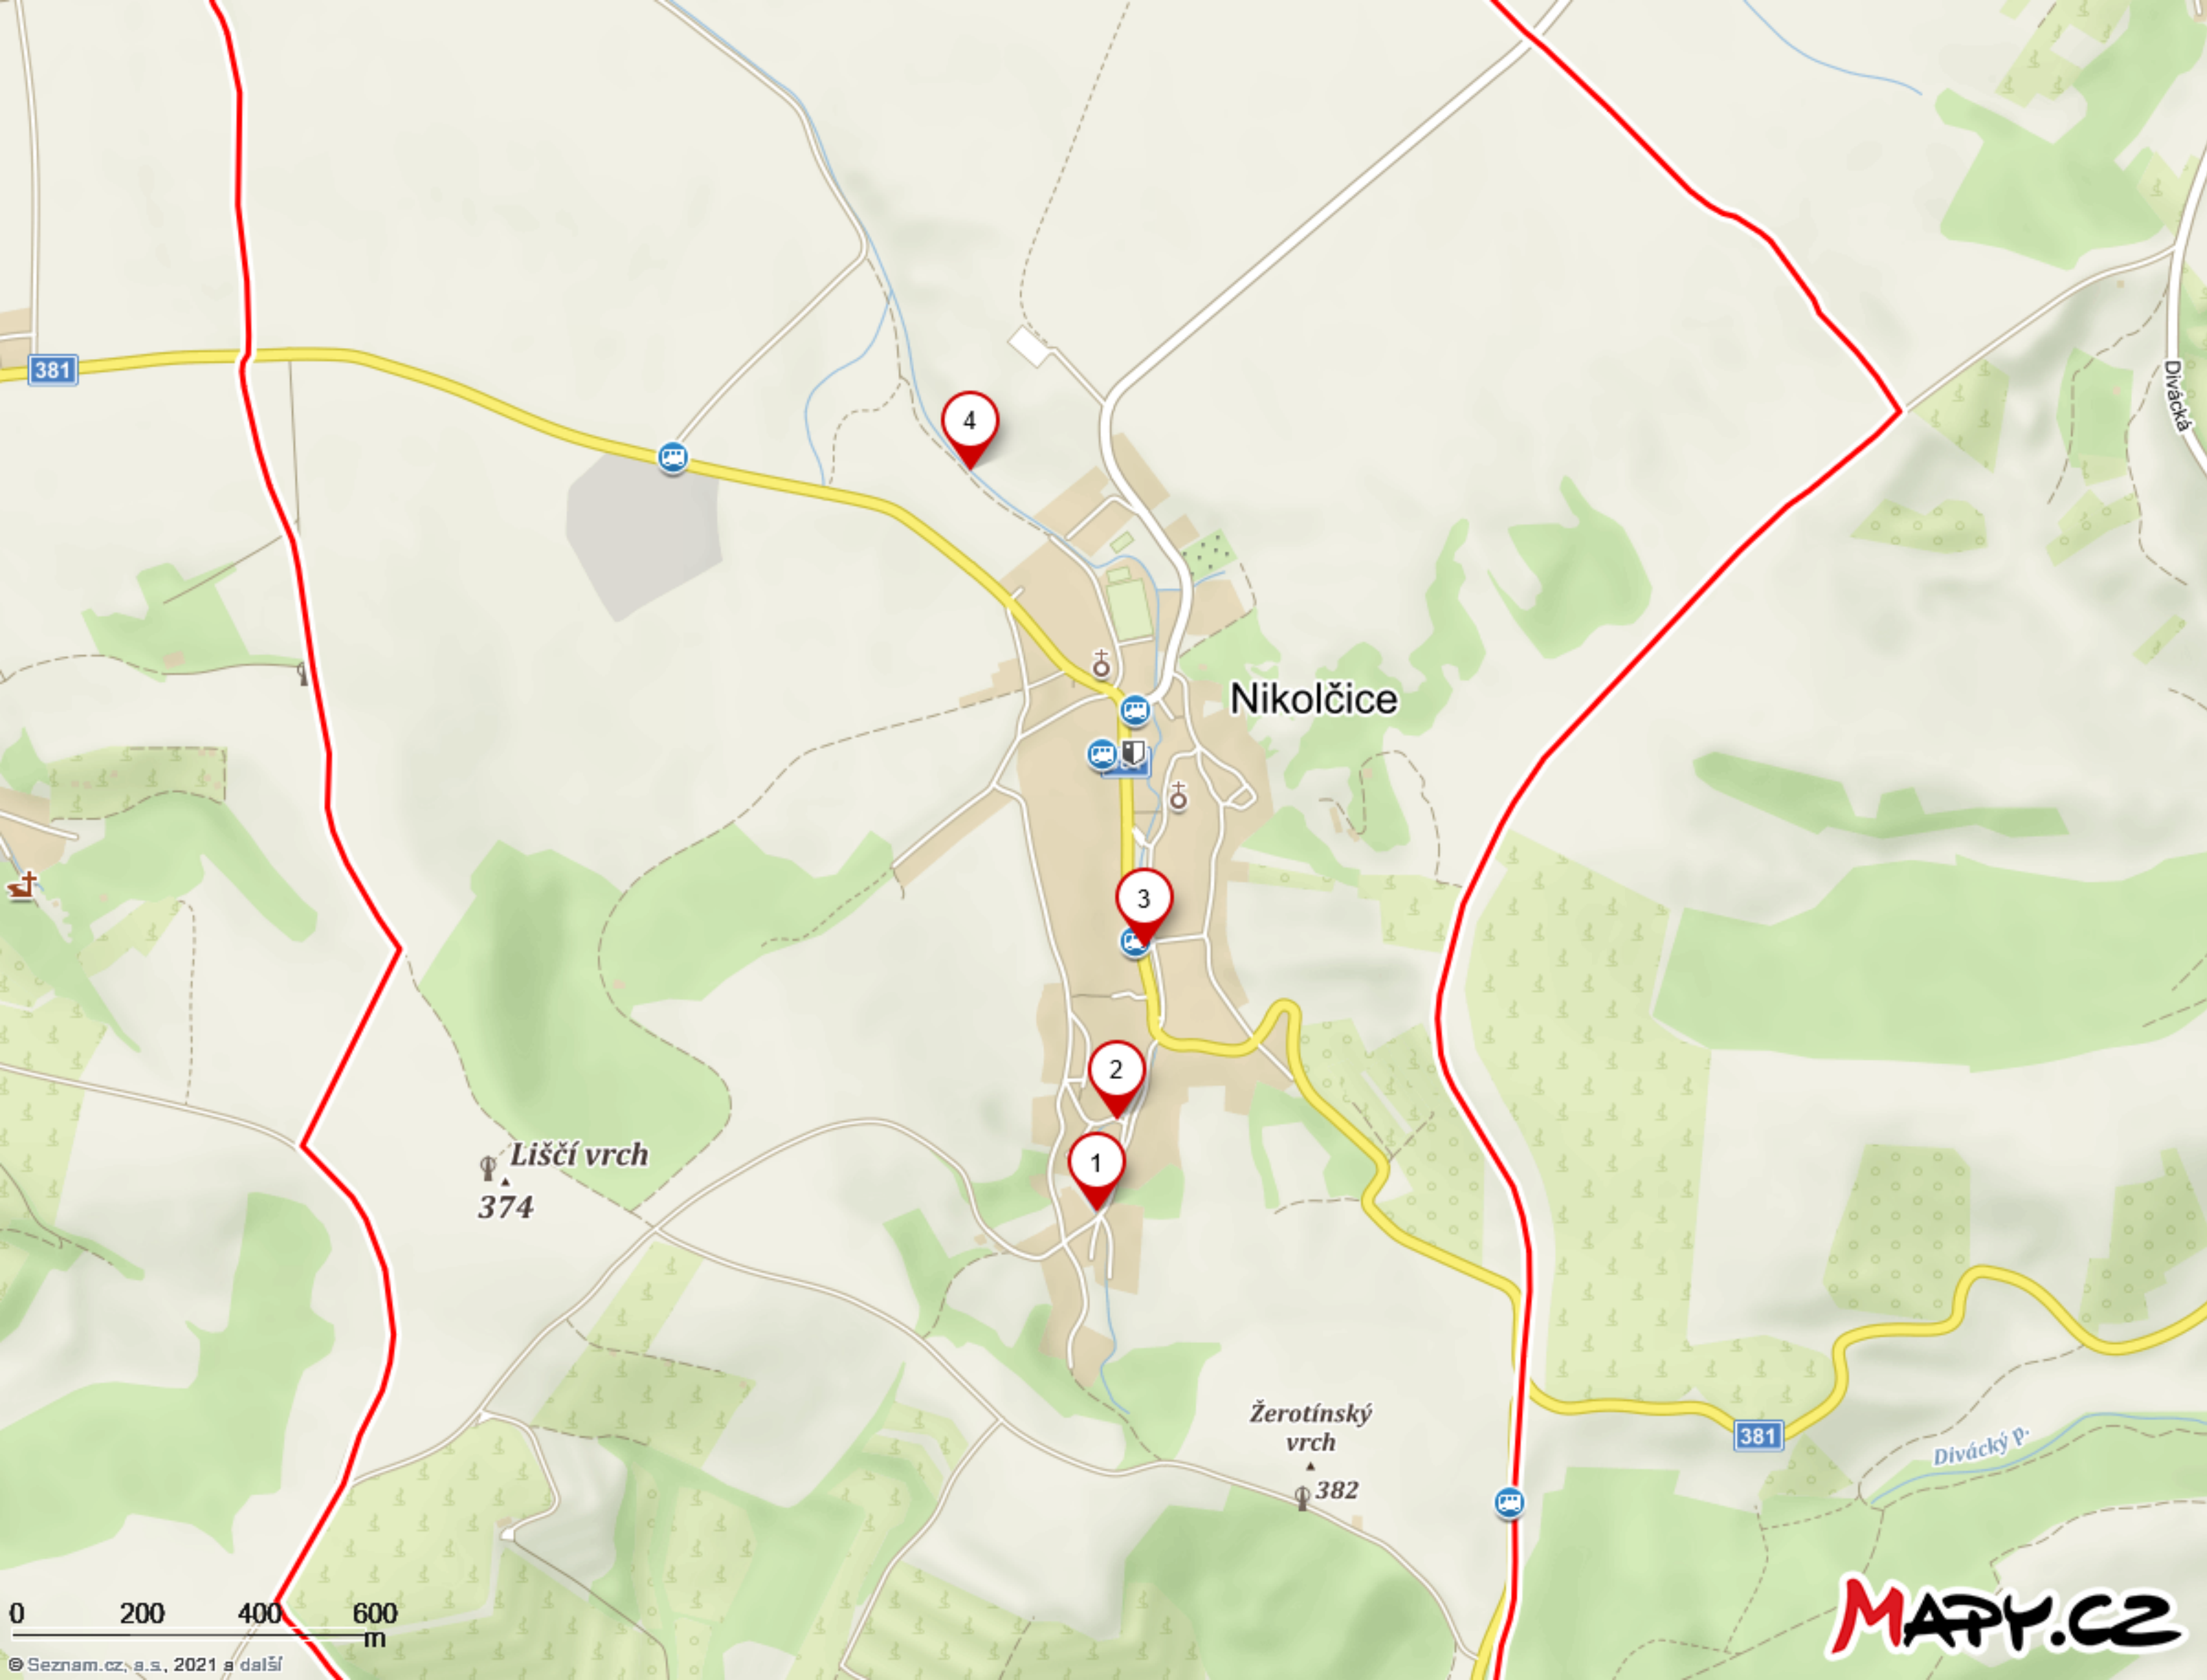 381
Divácká
4
Nikolčice
3
2
1
Liščí vrch
374
Žerotínský
vrch
382
381
Divácký p.
0 200 400 600
m
© Seznam.cz, a.s., 2021 a další
MAPY.CZ